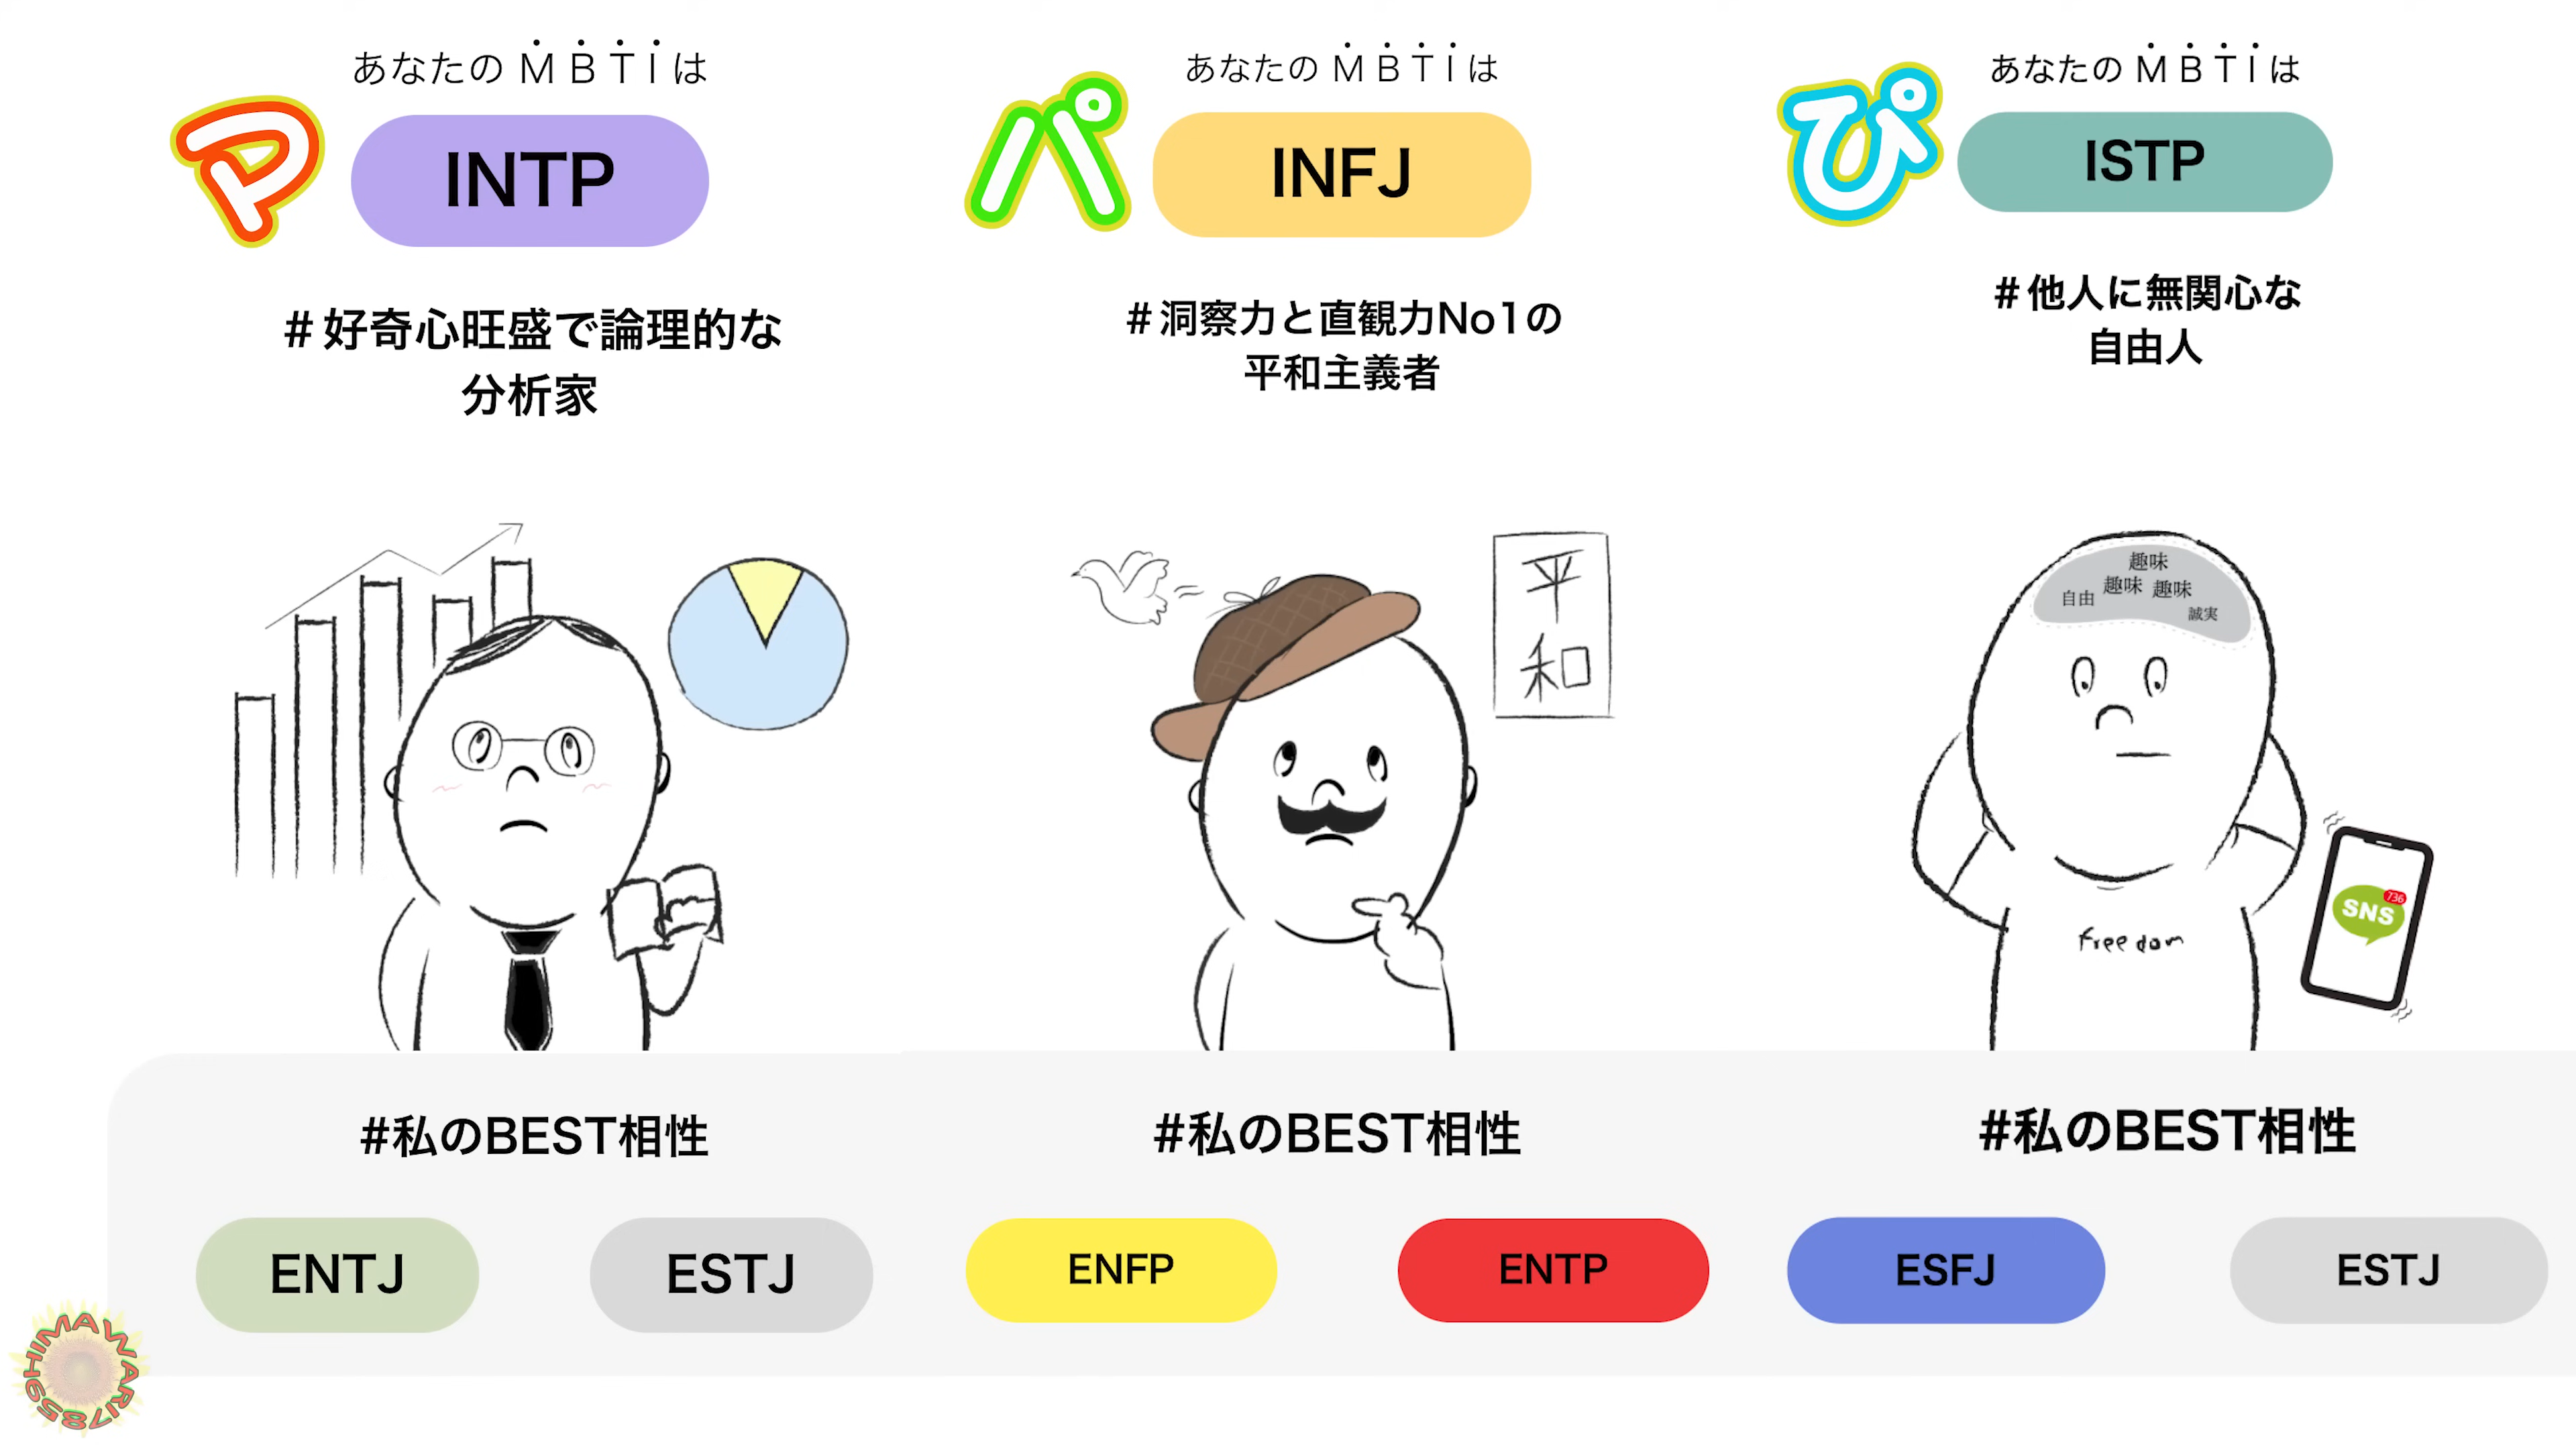 あなたのMBTIは
マ
INTP
#好奇心旺盛で論理的な
分析家
#私のBEST相性
ENTJ
ESTJ
あなたのMBTIは
パ
INFJ
#洞察力と直観力No1の
平和主義者
平
和
#私のBEST相性
ENFP
ENTP
あなたのMBTIは
ぴ
ISTP
#他人に無関心な
自由人
趣味
趣味 趣味
自由
誠実
freedom
736
SNS
#私のBEST相性
ESFJ
ESTJ
HIMAWARI785